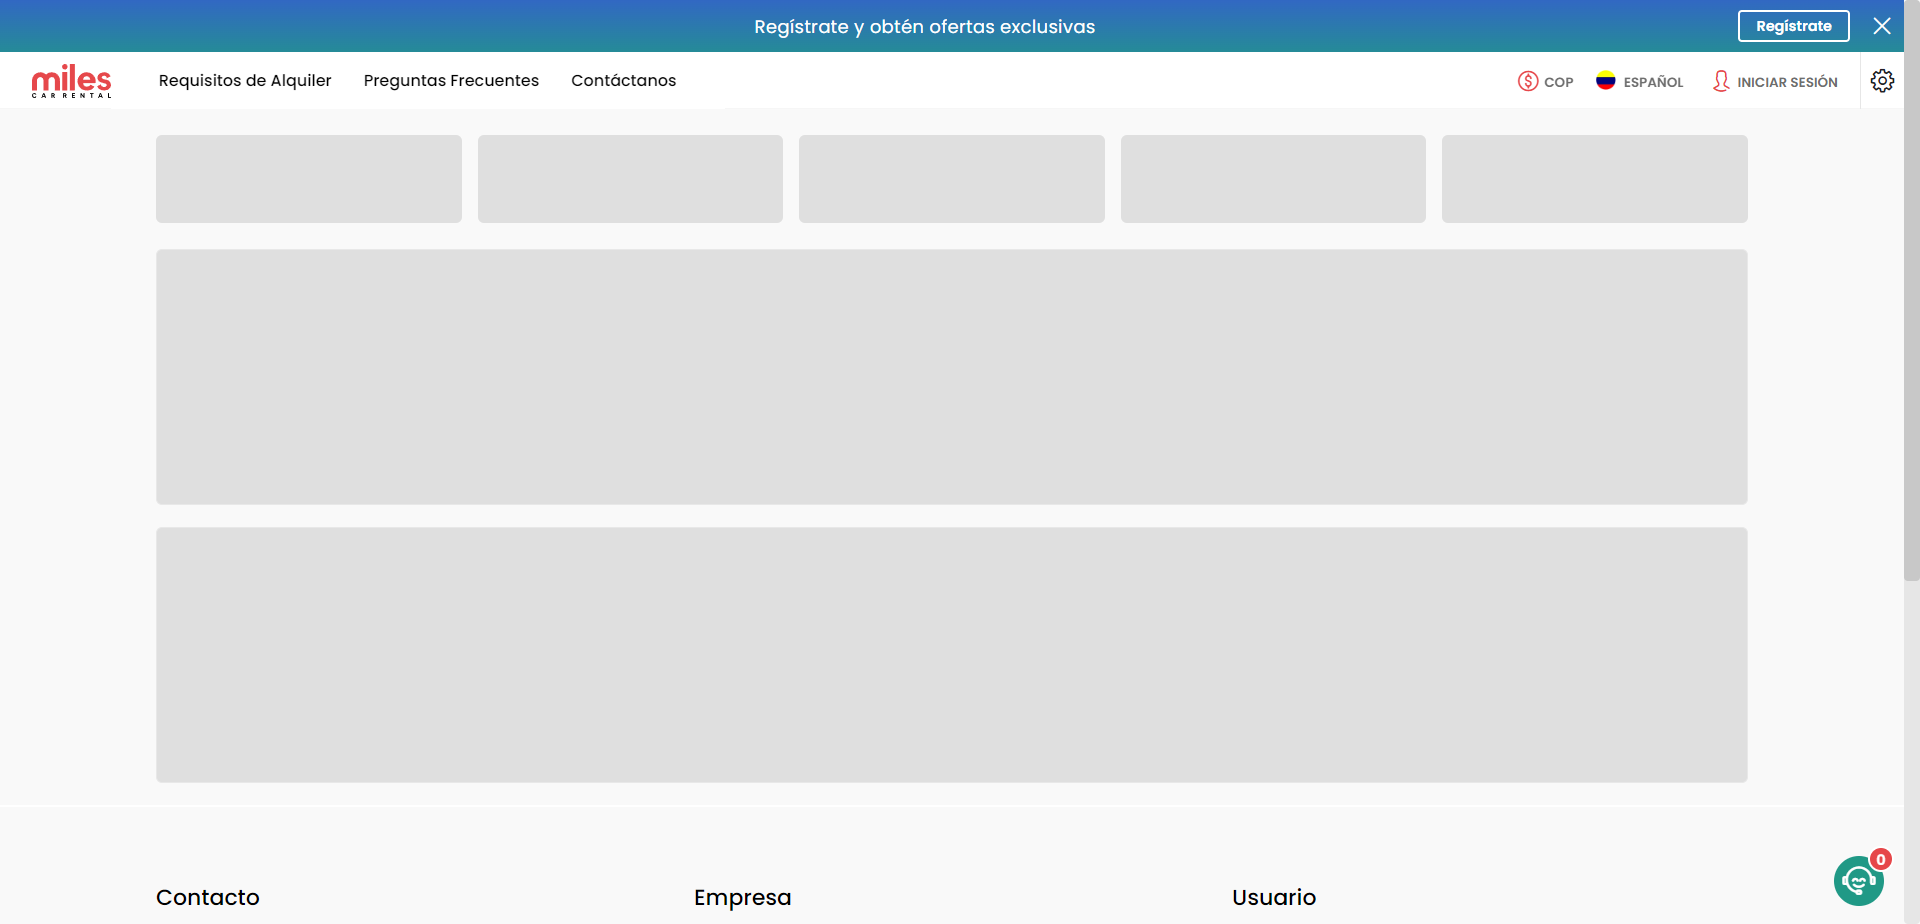 Regístrate y obtén ofertas exclusivas
Regístrate
miles
CAR RENTAL
Requisitos de Alquiler
Preguntas Frecuentes
Contáctanos
COP
ESPAÑOL
INICIAR SESIÓN
0
Contacto
Empresa
Usuario